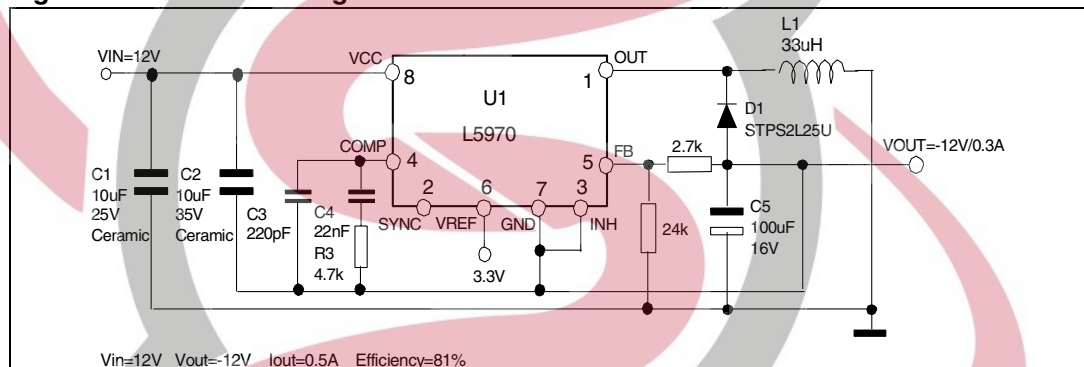 L1
33uH
VIN=12V
VCC
8
OUT
1
U1
L5970
D1
STPS2L25U
COMP
4
5
FB
2.7k
VOUT=-12V/0.3A
C1
10uF
25V
Ceramic
C2
10uF
35V
Ceramic
C3
220pF
C4
22nF
R3
4.7k
2
SYNC
6
VREF
7
GND
3
INH
3.3V
24k
C5
100uF
16V
Vin=12V Vout=-12V Iout=0.5A Efficiency=81%